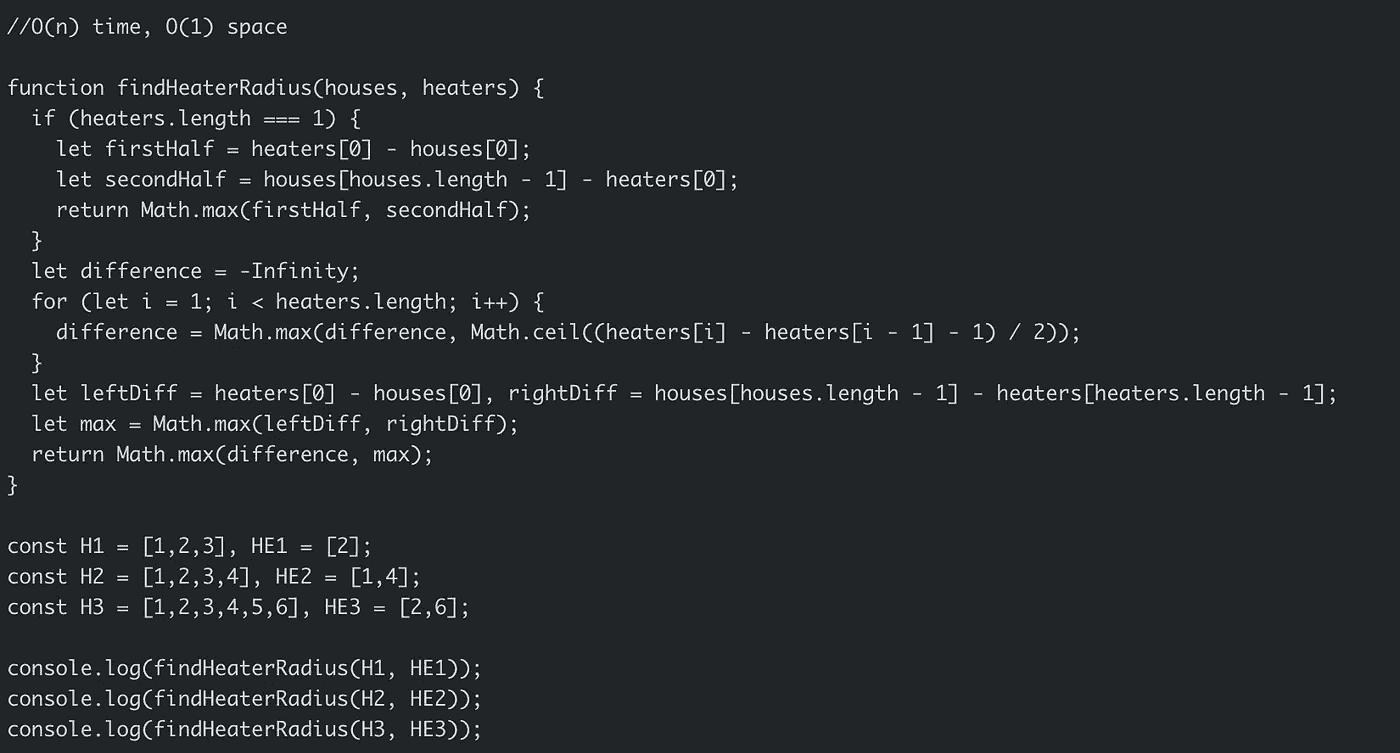 //O(n) time, O(1) space

function findHeaterRadius(houses, heaters) {
  if (heaters.length === 1) {
    let firstHalf = heaters[0] - houses[0];
    let secondHalf = houses[houses.length - 1] - heaters[0];
    return Math.max(firstHalf, secondHalf);
  }
  let difference = -Infinity;
  for (let i = 1; i < heaters.length; i++) {
    difference = Math.max(difference, Math.ceil((heaters[i] - heaters[i - 1] - 1) / 2));
  }
  let leftDiff = heaters[0] - houses[0], rightDiff = houses[houses.length - 1] - heaters[heaters.length - 1];
  let max = Math.max(leftDiff, rightDiff);
  return Math.max(difference, max);
}

const H1 = [1,2,3], HE1 = [2];
const H2 = [1,2,3,4], HE2 = [1,4];
const H3 = [1,2,3,4,5,6], HE3 = [2,6];

console.log(findHeaterRadius(H1, HE1));
console.log(findHeaterRadius(H2, HE2));
console.log(findHeaterRadius(H3, HE3));